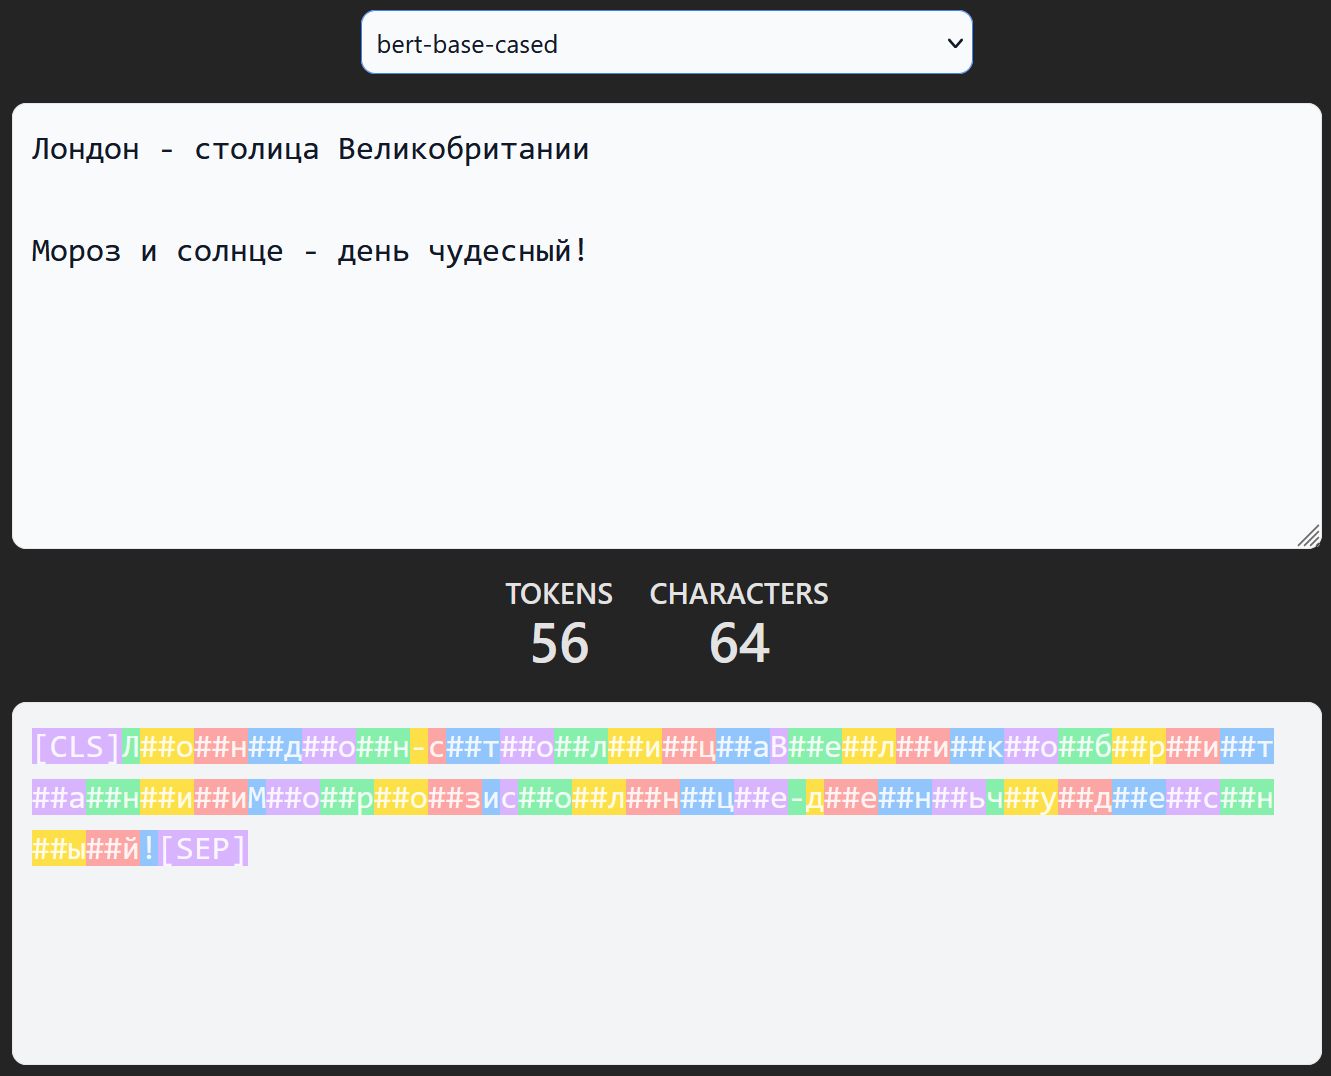 bert-base-cased
Лондон - столица Великобритании
Мороз и солнце - день чудесный!
TOKENS CHARACTERS
56 64
[CLS]Л##о##н##д##о##н-с##т##о##л##и##ц##аВ##е##л##и##к##о##б##р##и##т
##а##н##и##иМ##о##р##о##зис##о##л##н##ц##е-д##е##н##ьч##у##д##е##с##н
##ы##й![SEP]